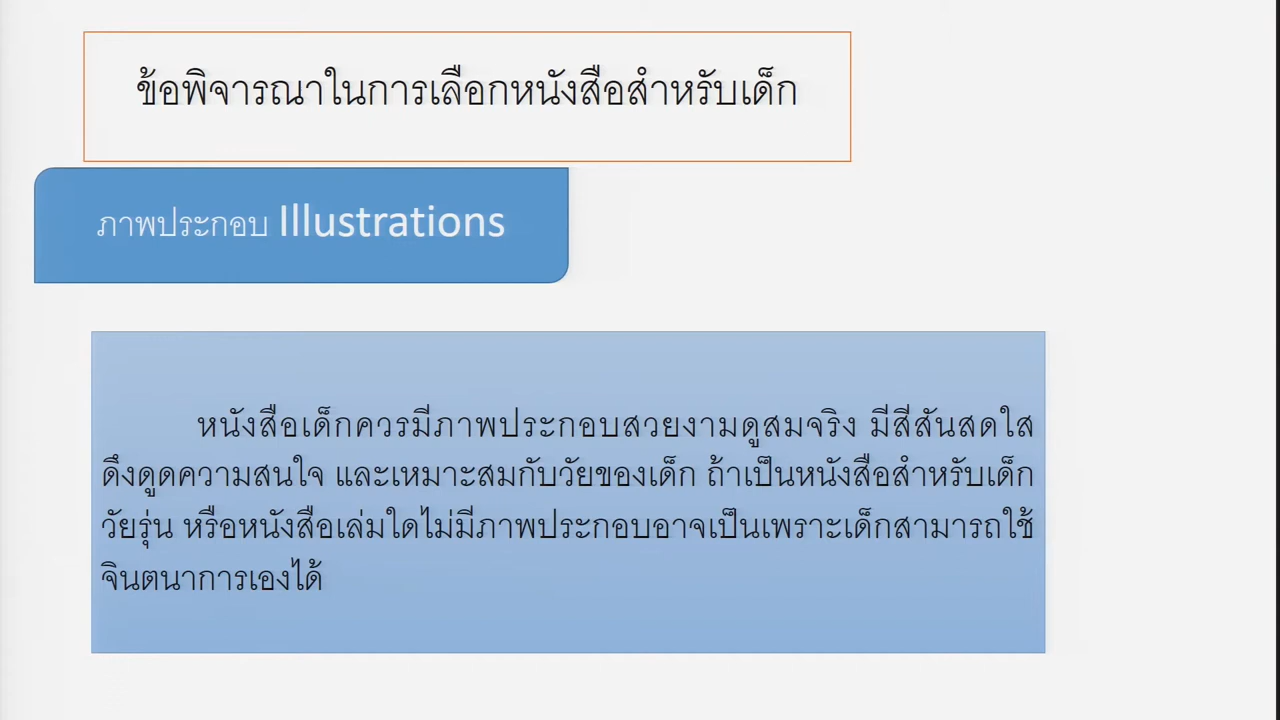 ข้อพิจารณาในการเลือกหนังสือสำหรับเด็ก
ภาพประกอบ Illustrations
หนังสือเด็กควรมีภาพประกอบสวยงามดูสมจริง มีสีสันสดใส
ดึงดูดความสนใจ และเหมาะสมกับวัยของเด็ก ถ้าเป็นหนังสือสำหรับเด็ก
วัยรุ่น หรือหนังสือเล่มใดไม่มีภาพประกอบอาจเป็นเพราะเด็กสามารถใช้
จินตนาการเองได้